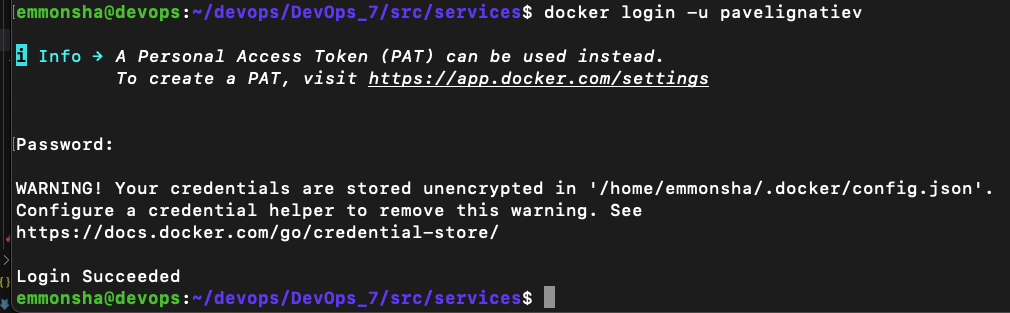 emmonsha@devops:~/devops/DevOps_7/src/services$ docker login -u pavelignatiev
i Info → A Personal Access Token (PAT) can be used instead.
To create a PAT, visit https://app.docker.com/settings
Password:
WARNING! Your credentials are stored unencrypted in '/home/emmonsha/.docker/config.json'.
Configure a credential helper to remove this warning. See
https://docs.docker.com/go/credential-store/
Login Succeeded
emmonsha@devops:~/devops/DevOps_7/src/services$